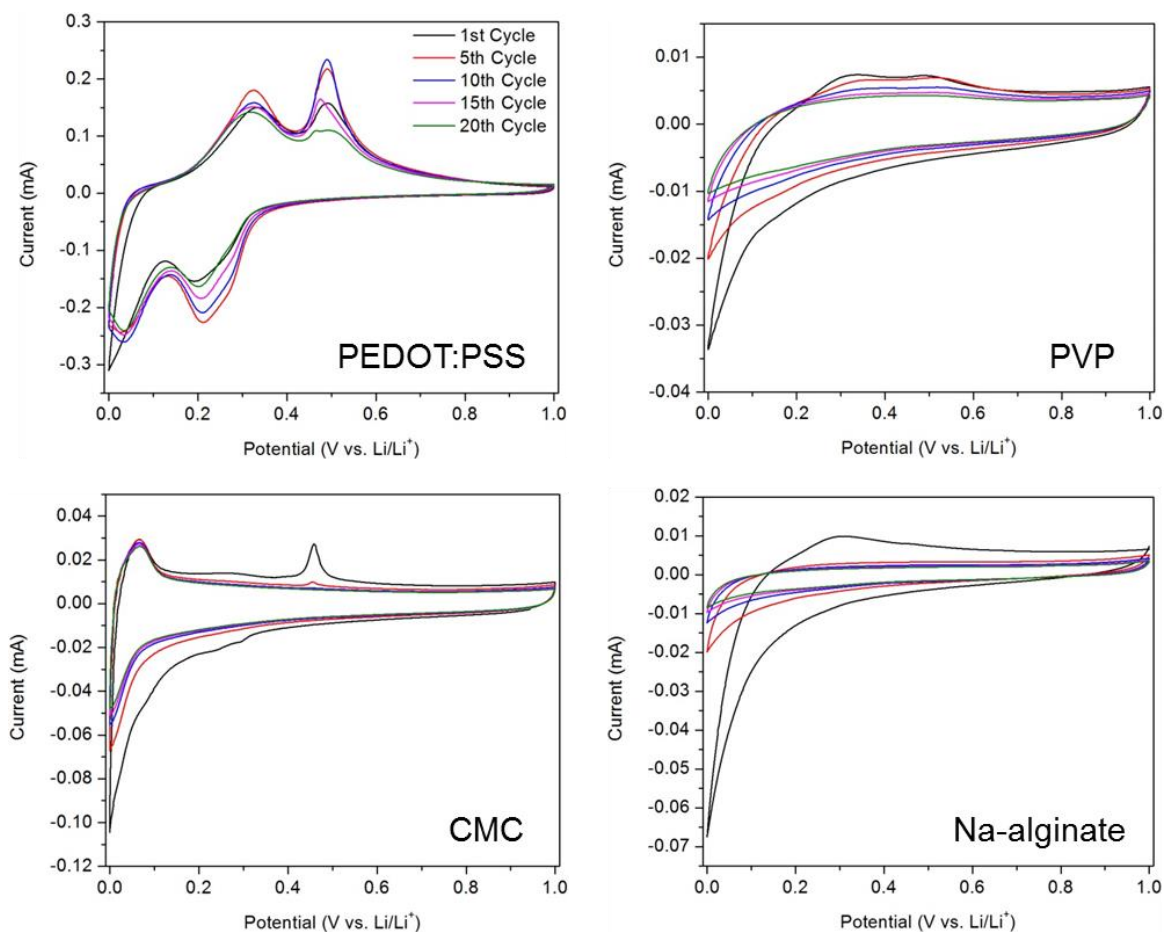 0.3
0.2
0.1
0.0
-0.1
-0.2
-0.3
Current (mA)
1st Cycle
5th Cycle
10th Cycle
15th Cycle
20th Cycle
PEDOT:PSS
0.0 0.2 0.4 0.6 0.8 1.0
Potential (V vs. Li/Li⁺)
0.01
0.00
-0.01
-0.02
-0.03
-0.04
Current (mA)
PVP
0.0 0.2 0.4 0.6 0.8 1.0
Potential (V vs. Li/Li⁺)
0.04
0.02
0.00
-0.02
-0.04
-0.06
-0.08
-0.10
-0.12
Current (mA)
CMC
0.0 0.2 0.4 0.6 0.8 1.0
Potential (V vs. Li/Li⁺)
0.02
0.01
0.00
-0.01
-0.02
-0.03
-0.04
-0.05
-0.06
-0.07
Current (mA)
Na-alginate
0.0 0.2 0.4 0.6 0.8 1.0
Potential (V vs. Li/Li⁺)